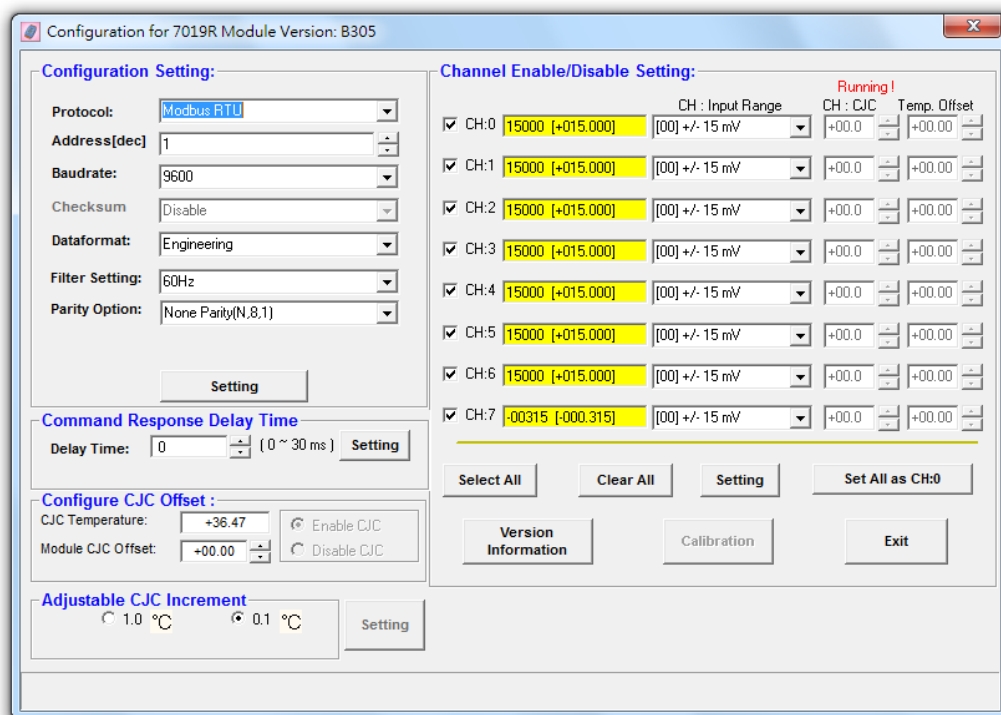 Configuration for 7019R Module Version: B305
Configuration Setting:
Protocol: Modbus RTU
Address[dec] 1
Baudrate: 9600
Checksum Disable
Dataformat: Engineering
Filter Setting: 60Hz
Parity Option: None Parity(N,8,1)
Setting
Command Response Delay Time
Delay Time: 0 ( 0 ~ 30 ms ) Setting
Configure CJC Offset :
CJC Temperature: +36.47
Module CJC Offset: +00.00
Enable CJC
Disable CJC
Adjustable CJC Increment
1.0 °C 0.1 °C
Setting
Channel Enable/Disable Setting:
Running !
CH : Input Range CH : CJC Temp. Offset
CH:0 15000 [+015.000] [00] +/- 15 mV +00.0 +00.00
CH:1 15000 [+015.000] [00] +/- 15 mV +00.0 +00.00
CH:2 15000 [+015.000] [00] +/- 15 mV +00.0 +00.00
CH:3 15000 [+015.000] [00] +/- 15 mV +00.0 +00.00
CH:4 15000 [+015.000] [00] +/- 15 mV +00.0 +00.00
CH:5 15000 [+015.000] [00] +/- 15 mV +00.0 +00.00
CH:6 15000 [+015.000] [00] +/- 15 mV +00.0 +00.00
CH:7 -00315 [-000.315] [00] +/- 15 mV +00.0 +00.00
Select All Clear All Setting Set All as CH:0
Version
Information
Calibration
Exit